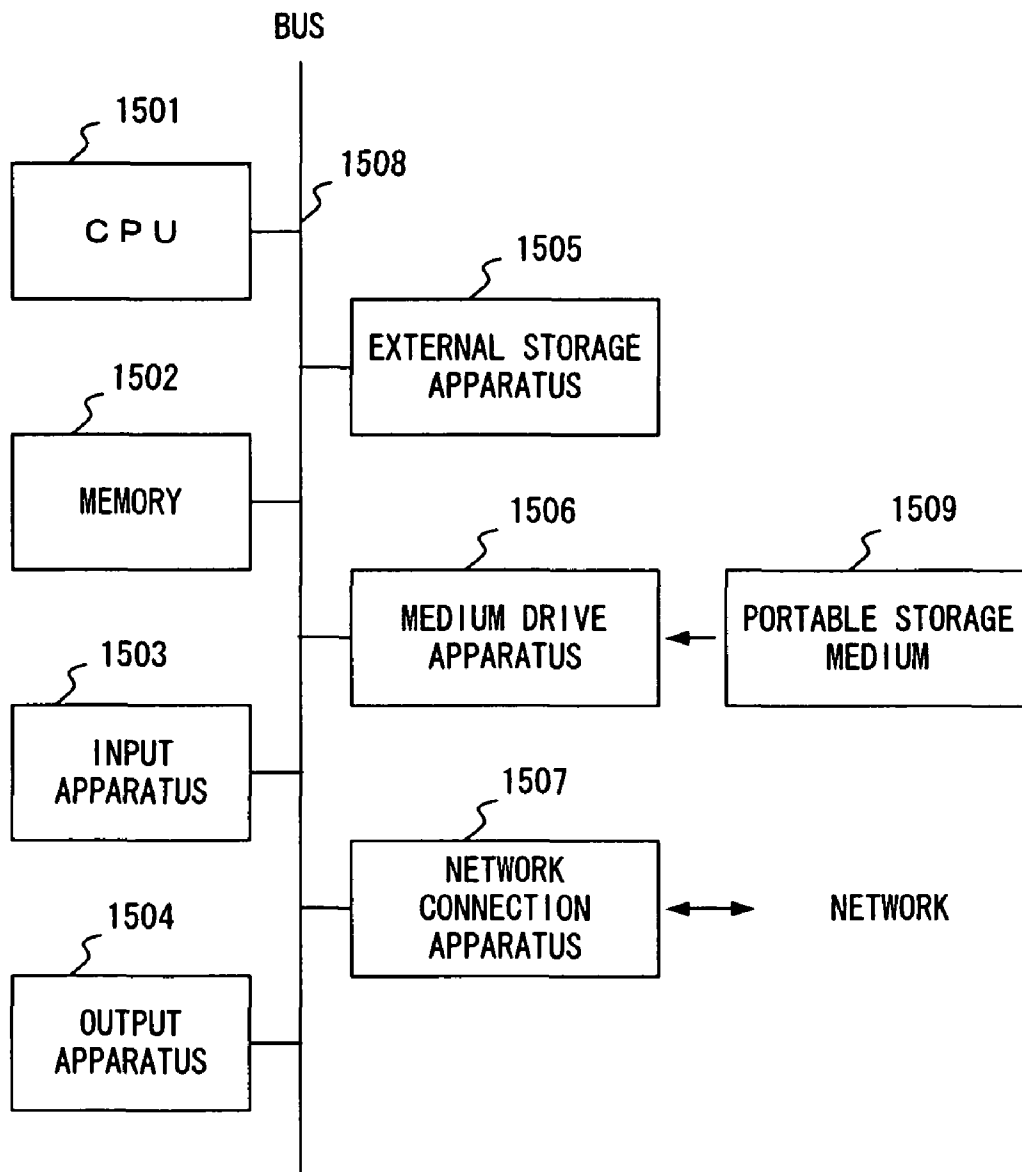 BUS
1501
CPU
1508
1505
EXTERNAL STORAGE
APPARATUS
1502
MEMORY
1506
MEDIUM DRIVE
APPARATUS
1509
PORTABLE STORAGE
MEDIUM
1503
INPUT
APPARATUS
1507
NETWORK
CONNECTION
APPARATUS
NETWORK
1504
OUTPUT
APPARATUS